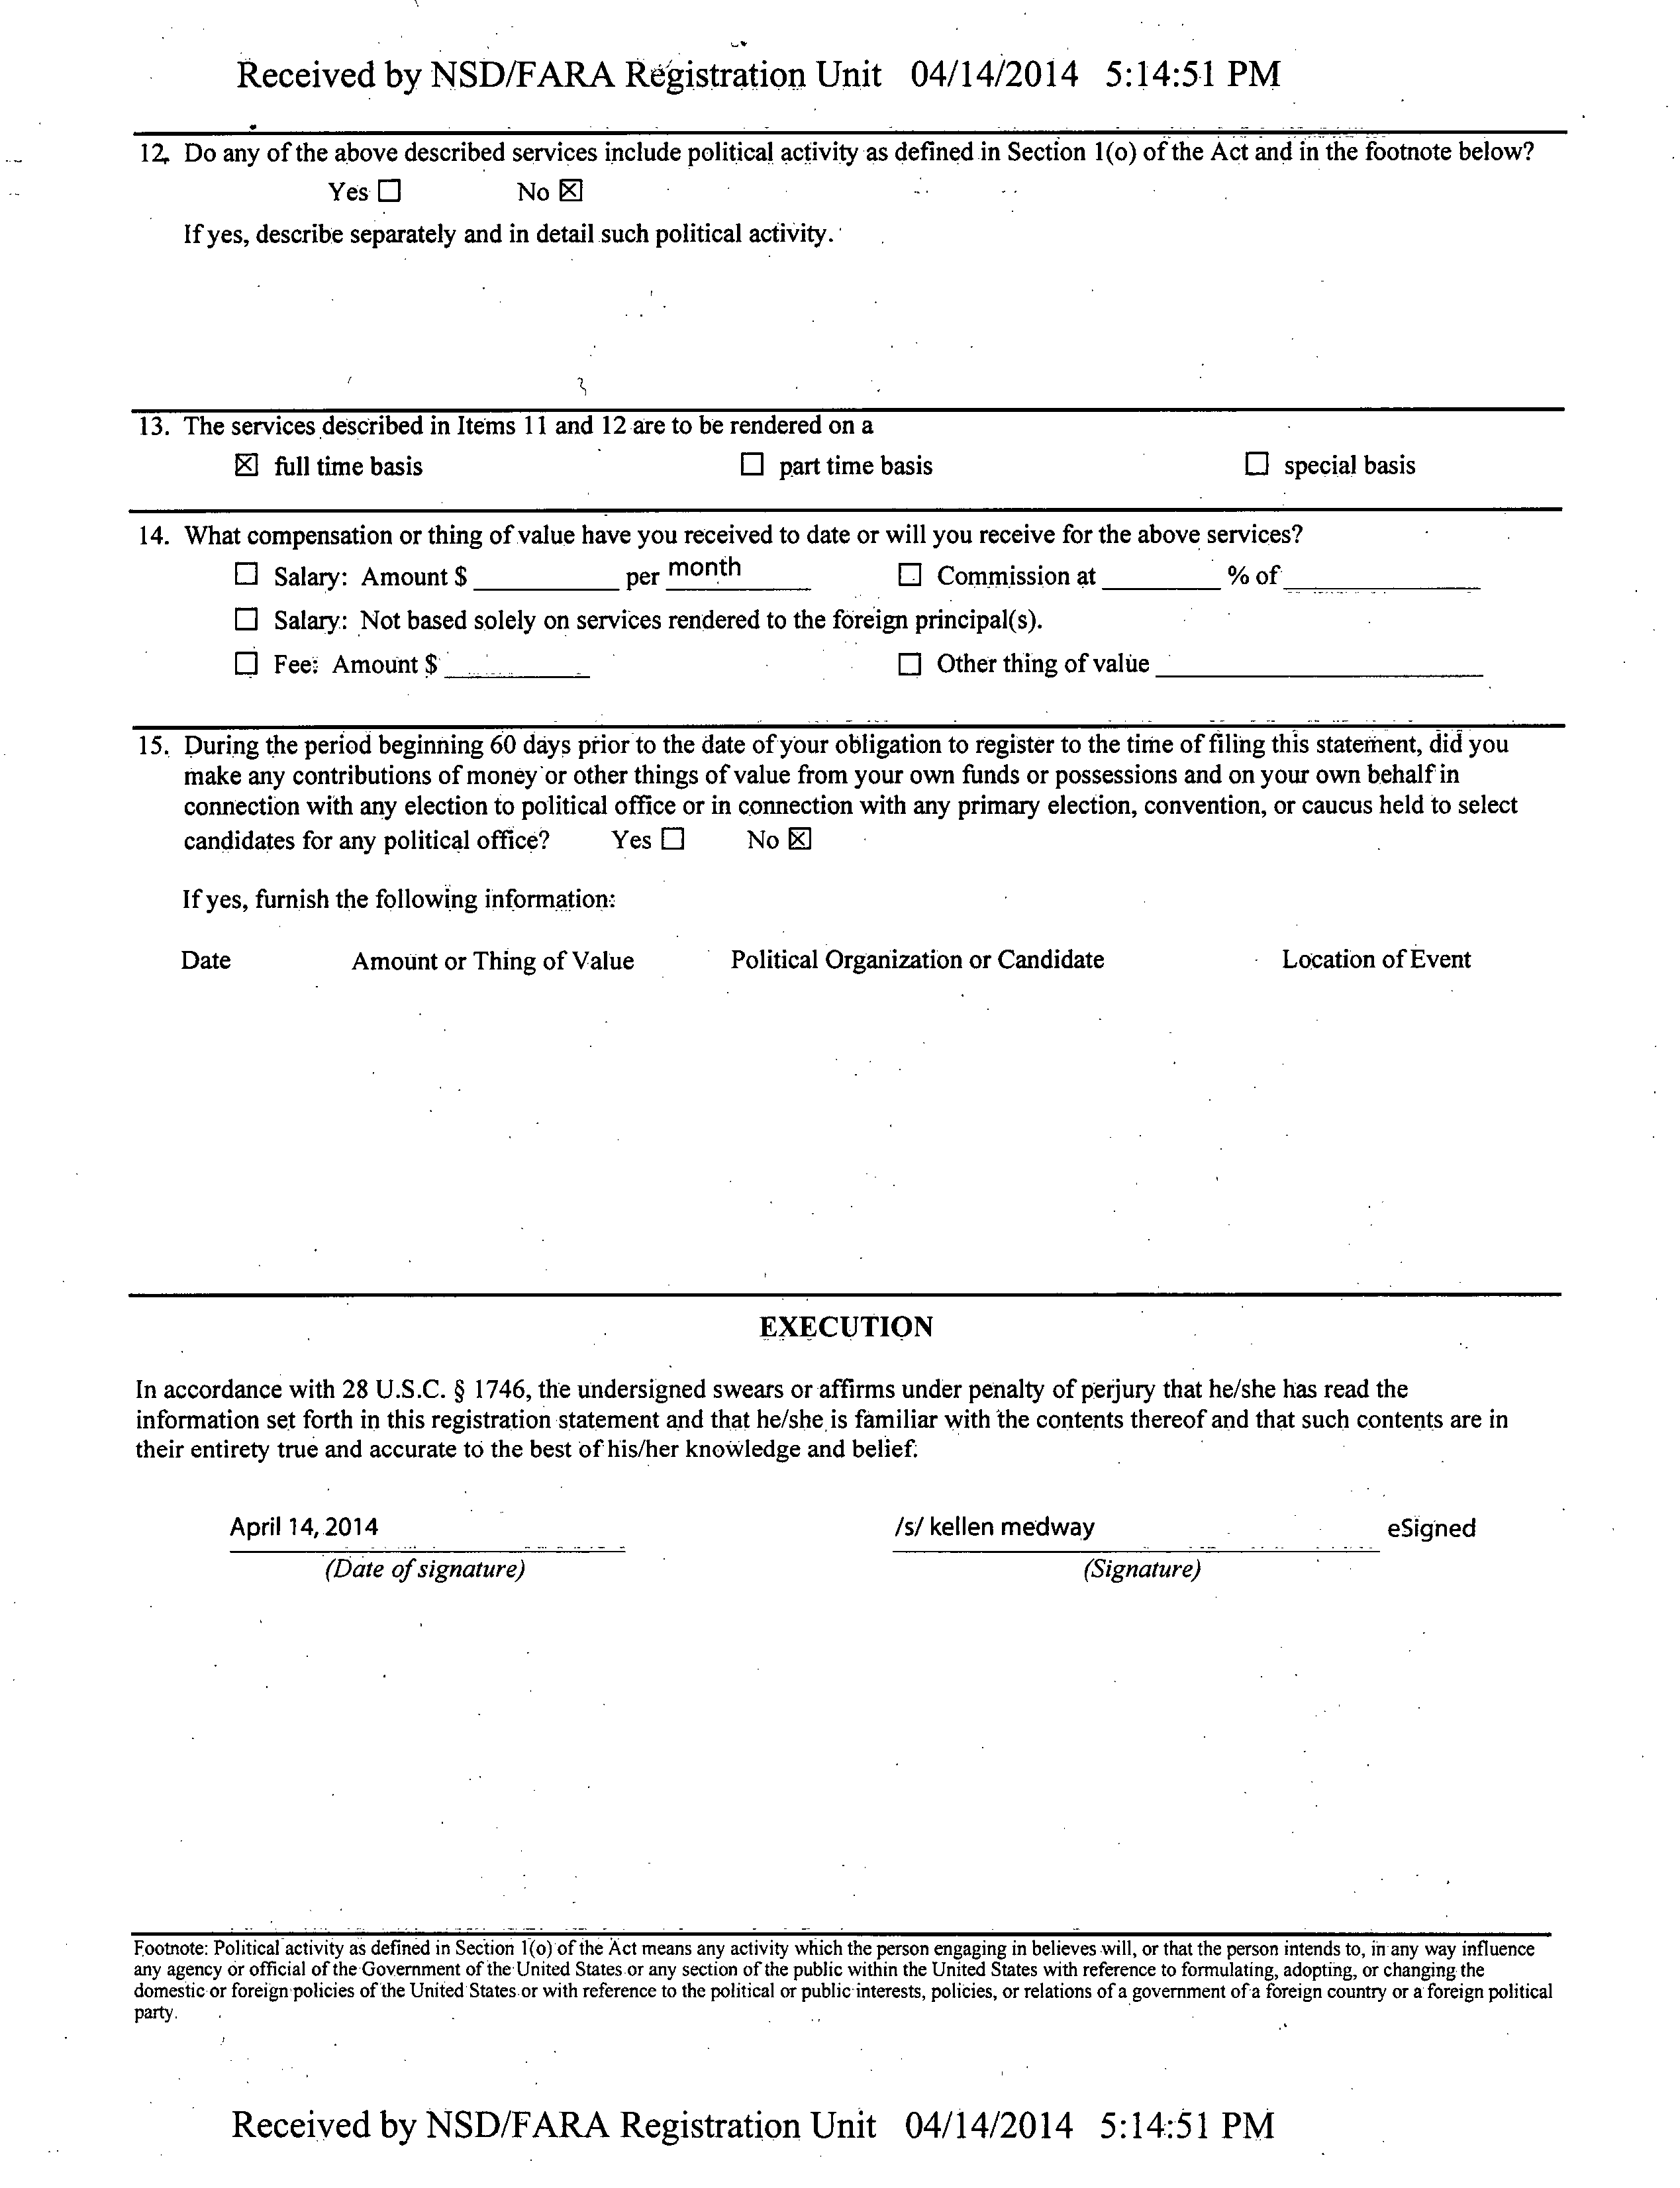 Received by NSD/FARA Registration Unit 04/14/2014 5:14:51 PM
12. Do any of the above described services include political activity as defined in Section 1(o) of the Act and in the footnote below?
Yes ☐ No ☒
If yes, describe separately and in detail such political activity.
13. The services described in Items 11 and 12 are to be rendered on a
☒ full time basis ☐ part time basis ☐ special basis
14. What compensation or thing of value have you received to date or will you receive for the above services?
☐ Salary: Amount $ ____ per month ☐ Commission at ____ % of ____
☐ Salary: Not based solely on services rendered to the foreign principal(s).
☐ Fee: Amount $ ____ ☐ Other thing of value ____
15. During the period beginning 60 days prior to the date of your obligation to register to the time of filing this statement, did you
make any contributions of money or other things of value from your own funds or possessions and on your own behalf in
connection with any election to political office or in connection with any primary election, convention, or caucus held to select
candidates for any political office? Yes ☐ No ☒
If yes, furnish the following information:
Date Amount or Thing of Value Political Organization or Candidate Location of Event
EXECUTION
In accordance with 28 U.S.C. § 1746, the undersigned swears or affirms under penalty of perjury that he/she has read the
information set forth in this registration statement and that he/she is familiar with the contents thereof and that such contents are in
their entirety true and accurate to the best of his/her knowledge and belief.
April 14, 2014 /s/ kellen medway eSigned
(Date of signature) (Signature)
Footnote: Political activity as defined in Section 1(o) of the Act means any activity which the person engaging in believes will, or that the person intends to, in any way influence
any agency or official of the Government of the United States or any section of the public within the United States with reference to formulating, adopting, or changing the
domestic or foreign policies of the United States or with reference to the political or public interests, policies, or relations of a government of a foreign country or a foreign political
party.
Received by NSD/FARA Registration Unit 04/14/2014 5:14:51 PM